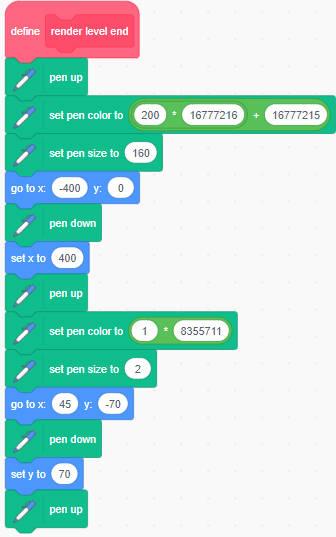 define render level end
pen up
set pen color to 200 * 16777216 + 16777215
set pen size to 160
go to x: -400 y: 0
pen down
set x to 400
pen up
set pen color to 1 * 8355711
set pen size to 2
go to x: 45 y: -70
pen down
set y to 70
pen up